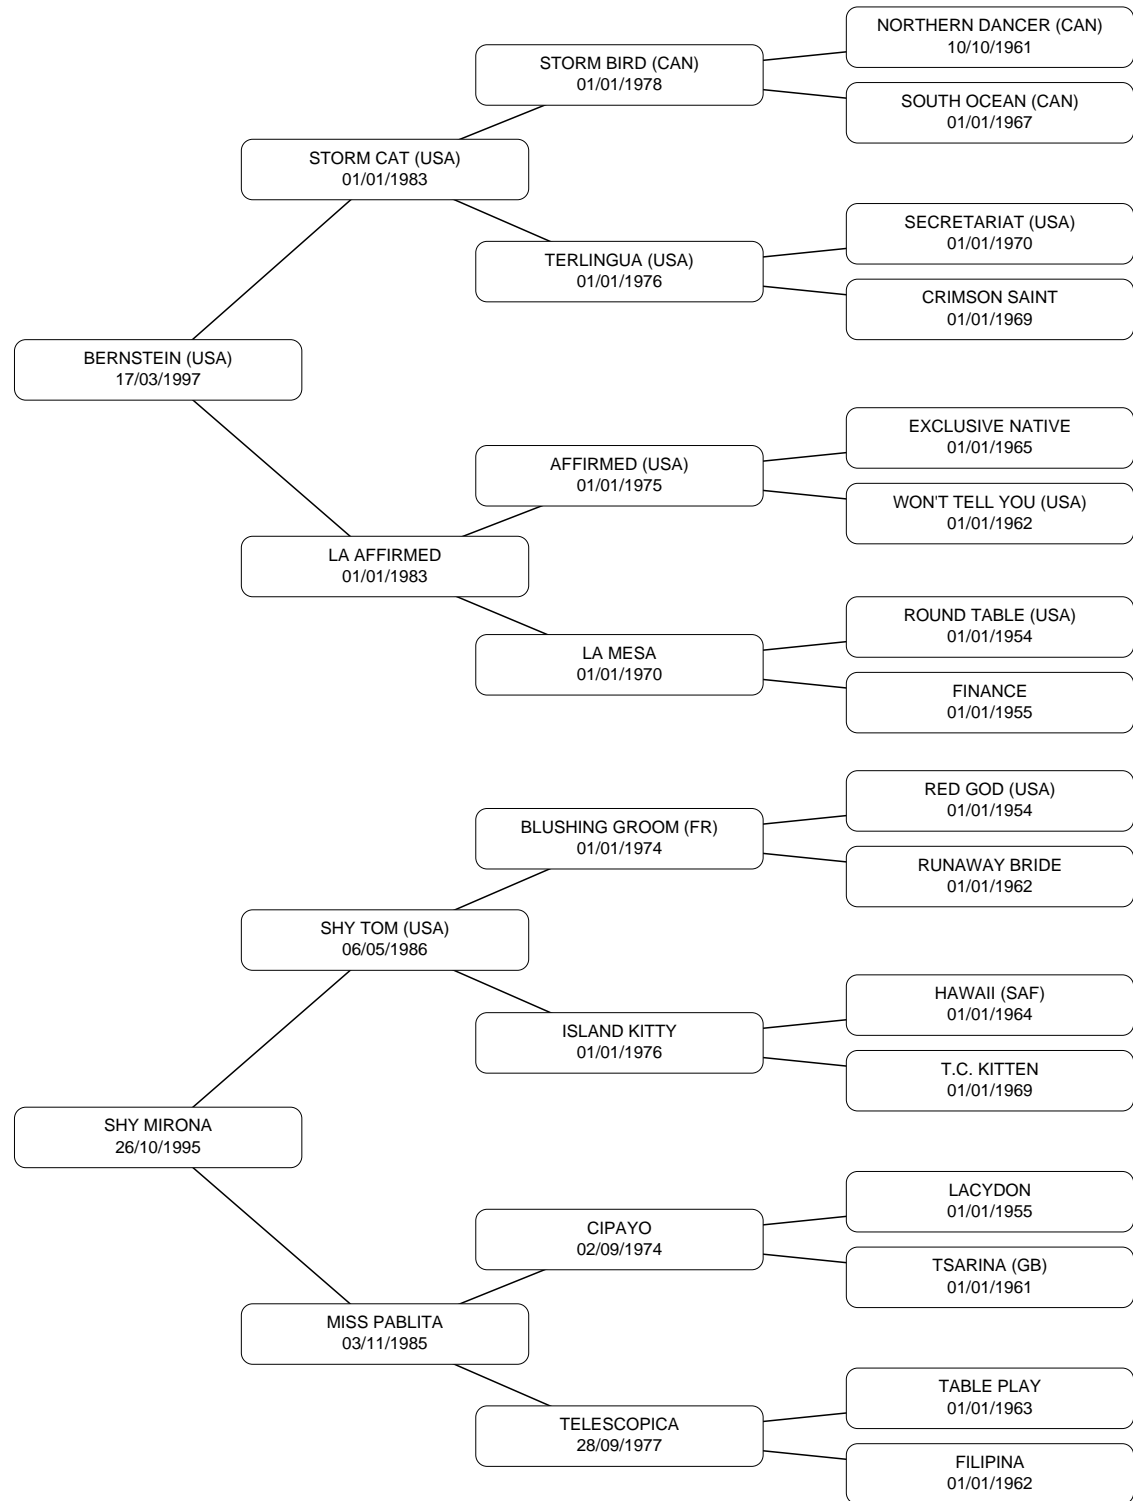 NORTHERN DANCER (CAN)
10/10/1961
STORM BIRD (CAN)
01/01/1978
SOUTH OCEAN (CAN)
01/01/1967
STORM CAT (USA)
01/01/1983
SECRETARIAT (USA)
01/01/1970
TERLINGUA (USA)
01/01/1976
CRIMSON SAINT
01/01/1969
BERNSTEIN (USA)
17/03/1997
EXCLUSIVE NATIVE
01/01/1965
AFFIRMED (USA)
01/01/1975
WON'T TELL YOU (USA)
01/01/1962
LA AFFIRMED
01/01/1983
ROUND TABLE (USA)
01/01/1954
LA MESA
01/01/1970
FINANCE
01/01/1955
RED GOD (USA)
01/01/1954
BLUSHING GROOM (FR)
01/01/1974
RUNAWAY BRIDE
01/01/1962
SHY TOM (USA)
06/05/1986
HAWAII (SAF)
01/01/1964
ISLAND KITTY
01/01/1976
T.C. KITTEN
01/01/1969
SHY MIRONA
26/10/1995
LACYDON
01/01/1955
CIPAYO
02/09/1974
TSARINA (GB)
01/01/1961
MISS PABLITA
03/11/1985
TABLE PLAY
01/01/1963
TELESCOPICA
28/09/1977
FILIPINA
01/01/1962